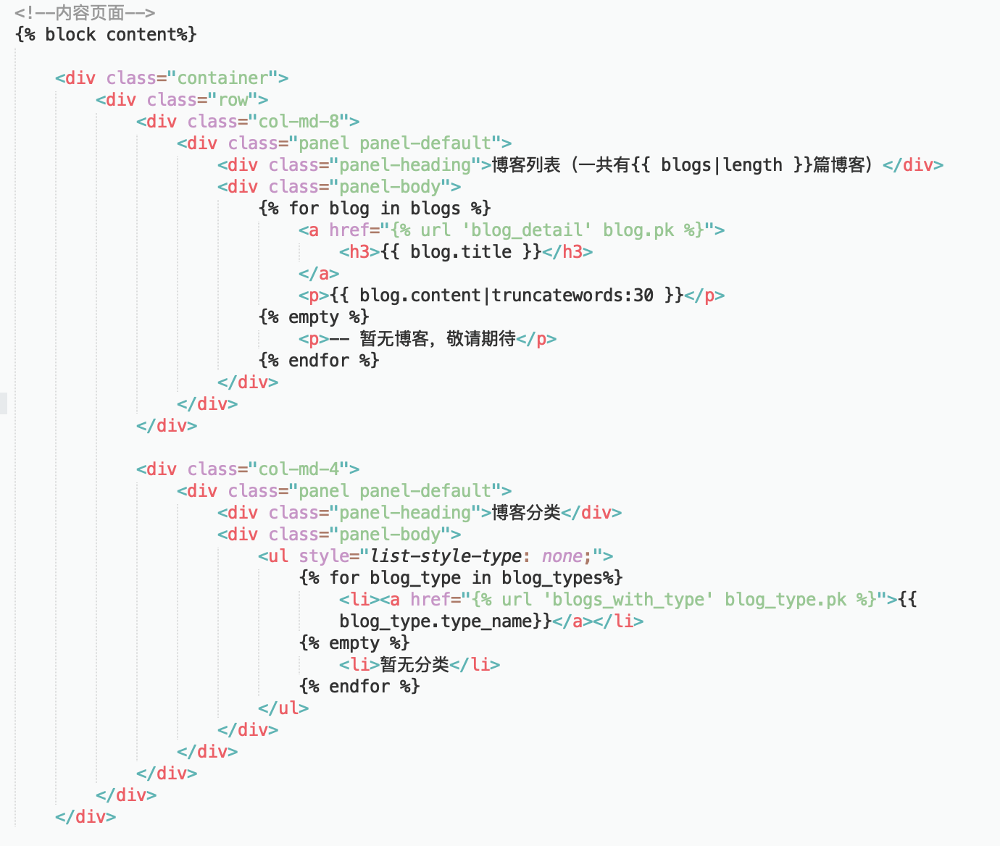 <!--内容页面-->
{% block content%}
<div class="container">
<div class="row">
<div class="col-md-8">
<div class="panel panel-default">
<div class="panel-heading">博客列表（一共有{{ blogs|length }}篇博客）</div>
<div class="panel-body">
{% for blog in blogs %}
<a href="{% url 'blog_detail' blog.pk %}">
<h3>{{ blog.title }}</h3>
</a>
<p>{{ blog.content|truncatewords:30 }}</p>
{% empty %}
<p>-- 暂无博客，敬请期待</p>
{% endfor %}
</div>
</div>
</div>
<div class="col-md-4">
<div class="panel panel-default">
<div class="panel-heading">博客分类</div>
<div class="panel-body">
<ul style="list-style-type: none;">
{% for blog_type in blog_types%}
<li><a href="{% url 'blogs_with_type' blog_type.pk %}">{{
blog_type.type_name}}</a></li>
{% empty %}
<li>暂无分类</li>
{% endfor %}
</ul>
</div>
</div>
</div>
</div>
</div>